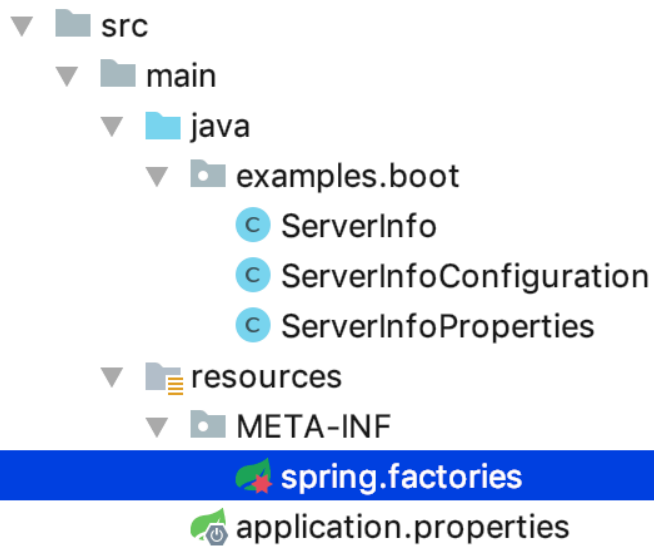 src
main
java
examples.boot
C ServerInfo
C ServerInfoConfiguration
C ServerInfoProperties
resources
META-INF
spring.factories
application.properties